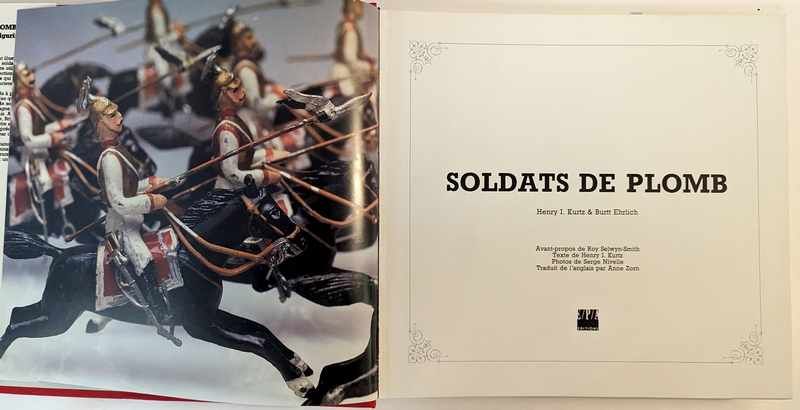 SOLDATS DE PLOMB
Henry I. Kurtz & Burtt Ehrlich
Avant-propos de Roy Selwyn-Smith
Texte de Henry I. Kurtz
Photos de Serge Nivelle
Traduit de l'anglais par Anne Zorn
EDITIONS